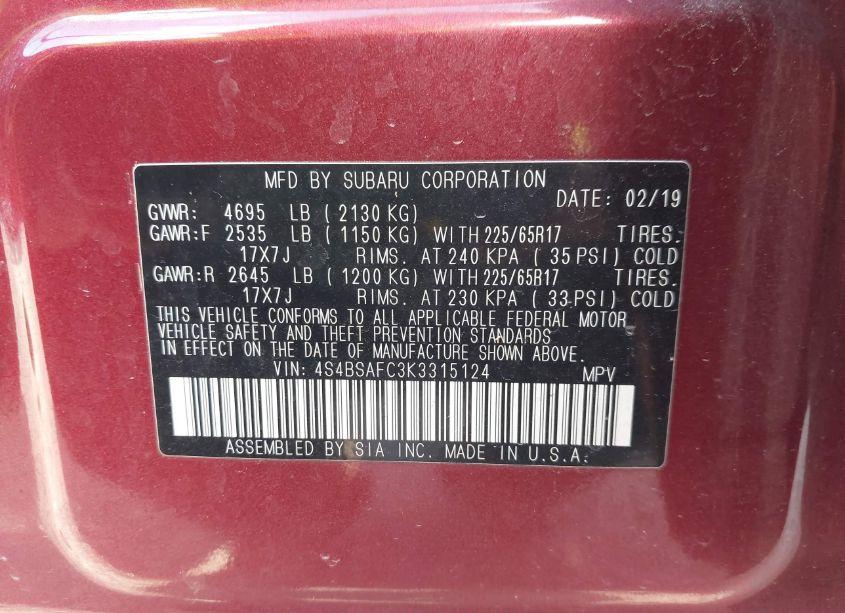 MFD BY SUBARU CORPORATION
DATE: 02/19
GVWR: 4695 LB ( 2130 KG)
GAWR:F 2535 LB ( 1150 KG) WITH 225/65R17 TIRES.
17X7J RIMS. AT 240 KPA ( 35 PSI) COLD
GAWR:R 2645 LB ( 1200 KG) WITH 225/65R17 TIRES.
17X7J RIMS. AT 230 KPA ( 33 PSI) COLD
THIS VEHICLE CONFORMS TO ALL APPLICABLE FEDERAL MOTOR
VEHICLE SAFETY AND THEFT PREVENTION STANDARDS
IN EFFECT ON THE DATE OF MANUFACTURE SHOWN ABOVE.
VIN: 4S4BSAFC3K3315124 MPV
ASSEMBLED BY SIA INC. MADE IN U.S.A.